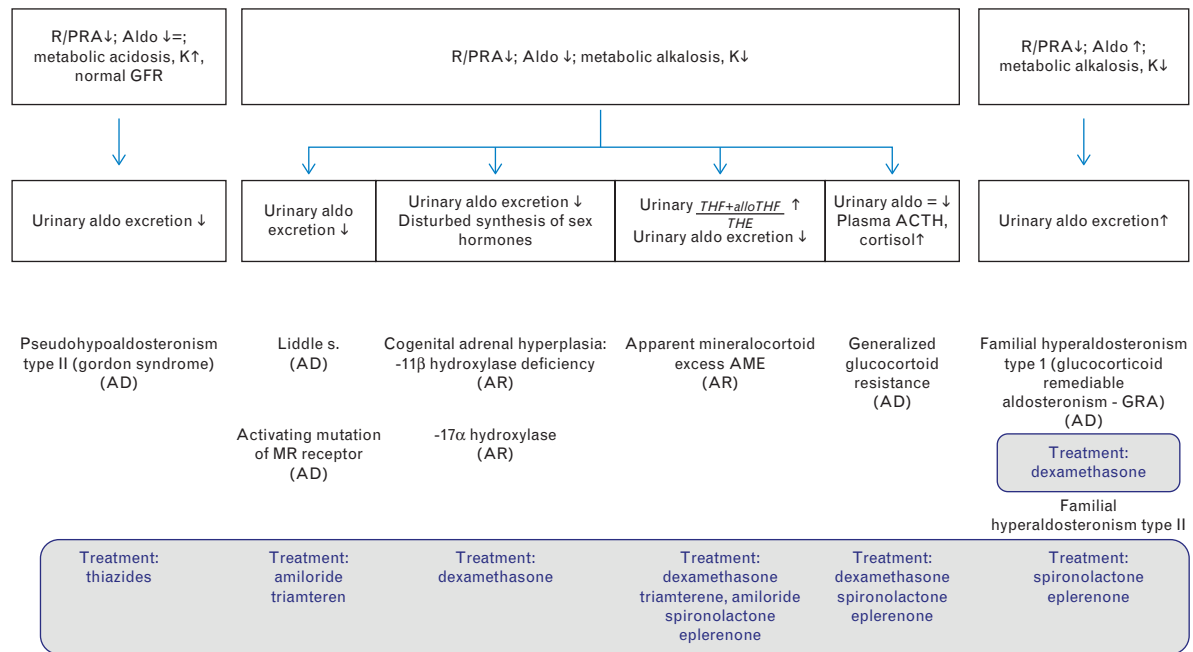 R/PRA↓; Aldo ↓=;
metabolic acidosis, K↑,
normal GFR
R/PRA↓; Aldo ↓; metabolic alkalosis, K↓
R/PRA↓; Aldo ↑;
metabolic alkalosis, K↓
Urinary aldo excretion ↓
Urinary aldo
excretion ↓
Urinary aldo excretion ↓
Disturbed synthesis of sex
hormones
Urinary THF+alloTHF ↑
THE
Urinary aldo excretion ↓
Urinary aldo = ↓
Plasma ACTH,
cortisol↑
Urinary aldo excretion↑
Pseudohypoaldosteronism
type II (gordon syndrome)
(AD)
Liddle s.
(AD)
Activating mutation
of MR receptor
(AD)
Cogenital adrenal hyperplasia:
-11β hydroxylase deficiency
(AR)
-17α hydroxylase
(AR)
Apparent mineralocortoid
excess AME
(AR)
Generalized
glucocortoid
resistance
(AD)
Familial hyperaldosteronism
type 1 (glucocorticoid
remediable
aldosteronism - GRA)
(AD)
Treatment:
dexamethasone
Familial
hyperaldosteronism type II
Treatment:
thiazides
Treatment:
amiloride
triamteren
Treatment:
dexamethasone
Treatment:
dexamethasone
triamterene, amiloride
spironolactone
eplerenone
Treatment:
dexamethasone
spironolactone
eplerenone
Treatment:
spironolactone
eplerenone